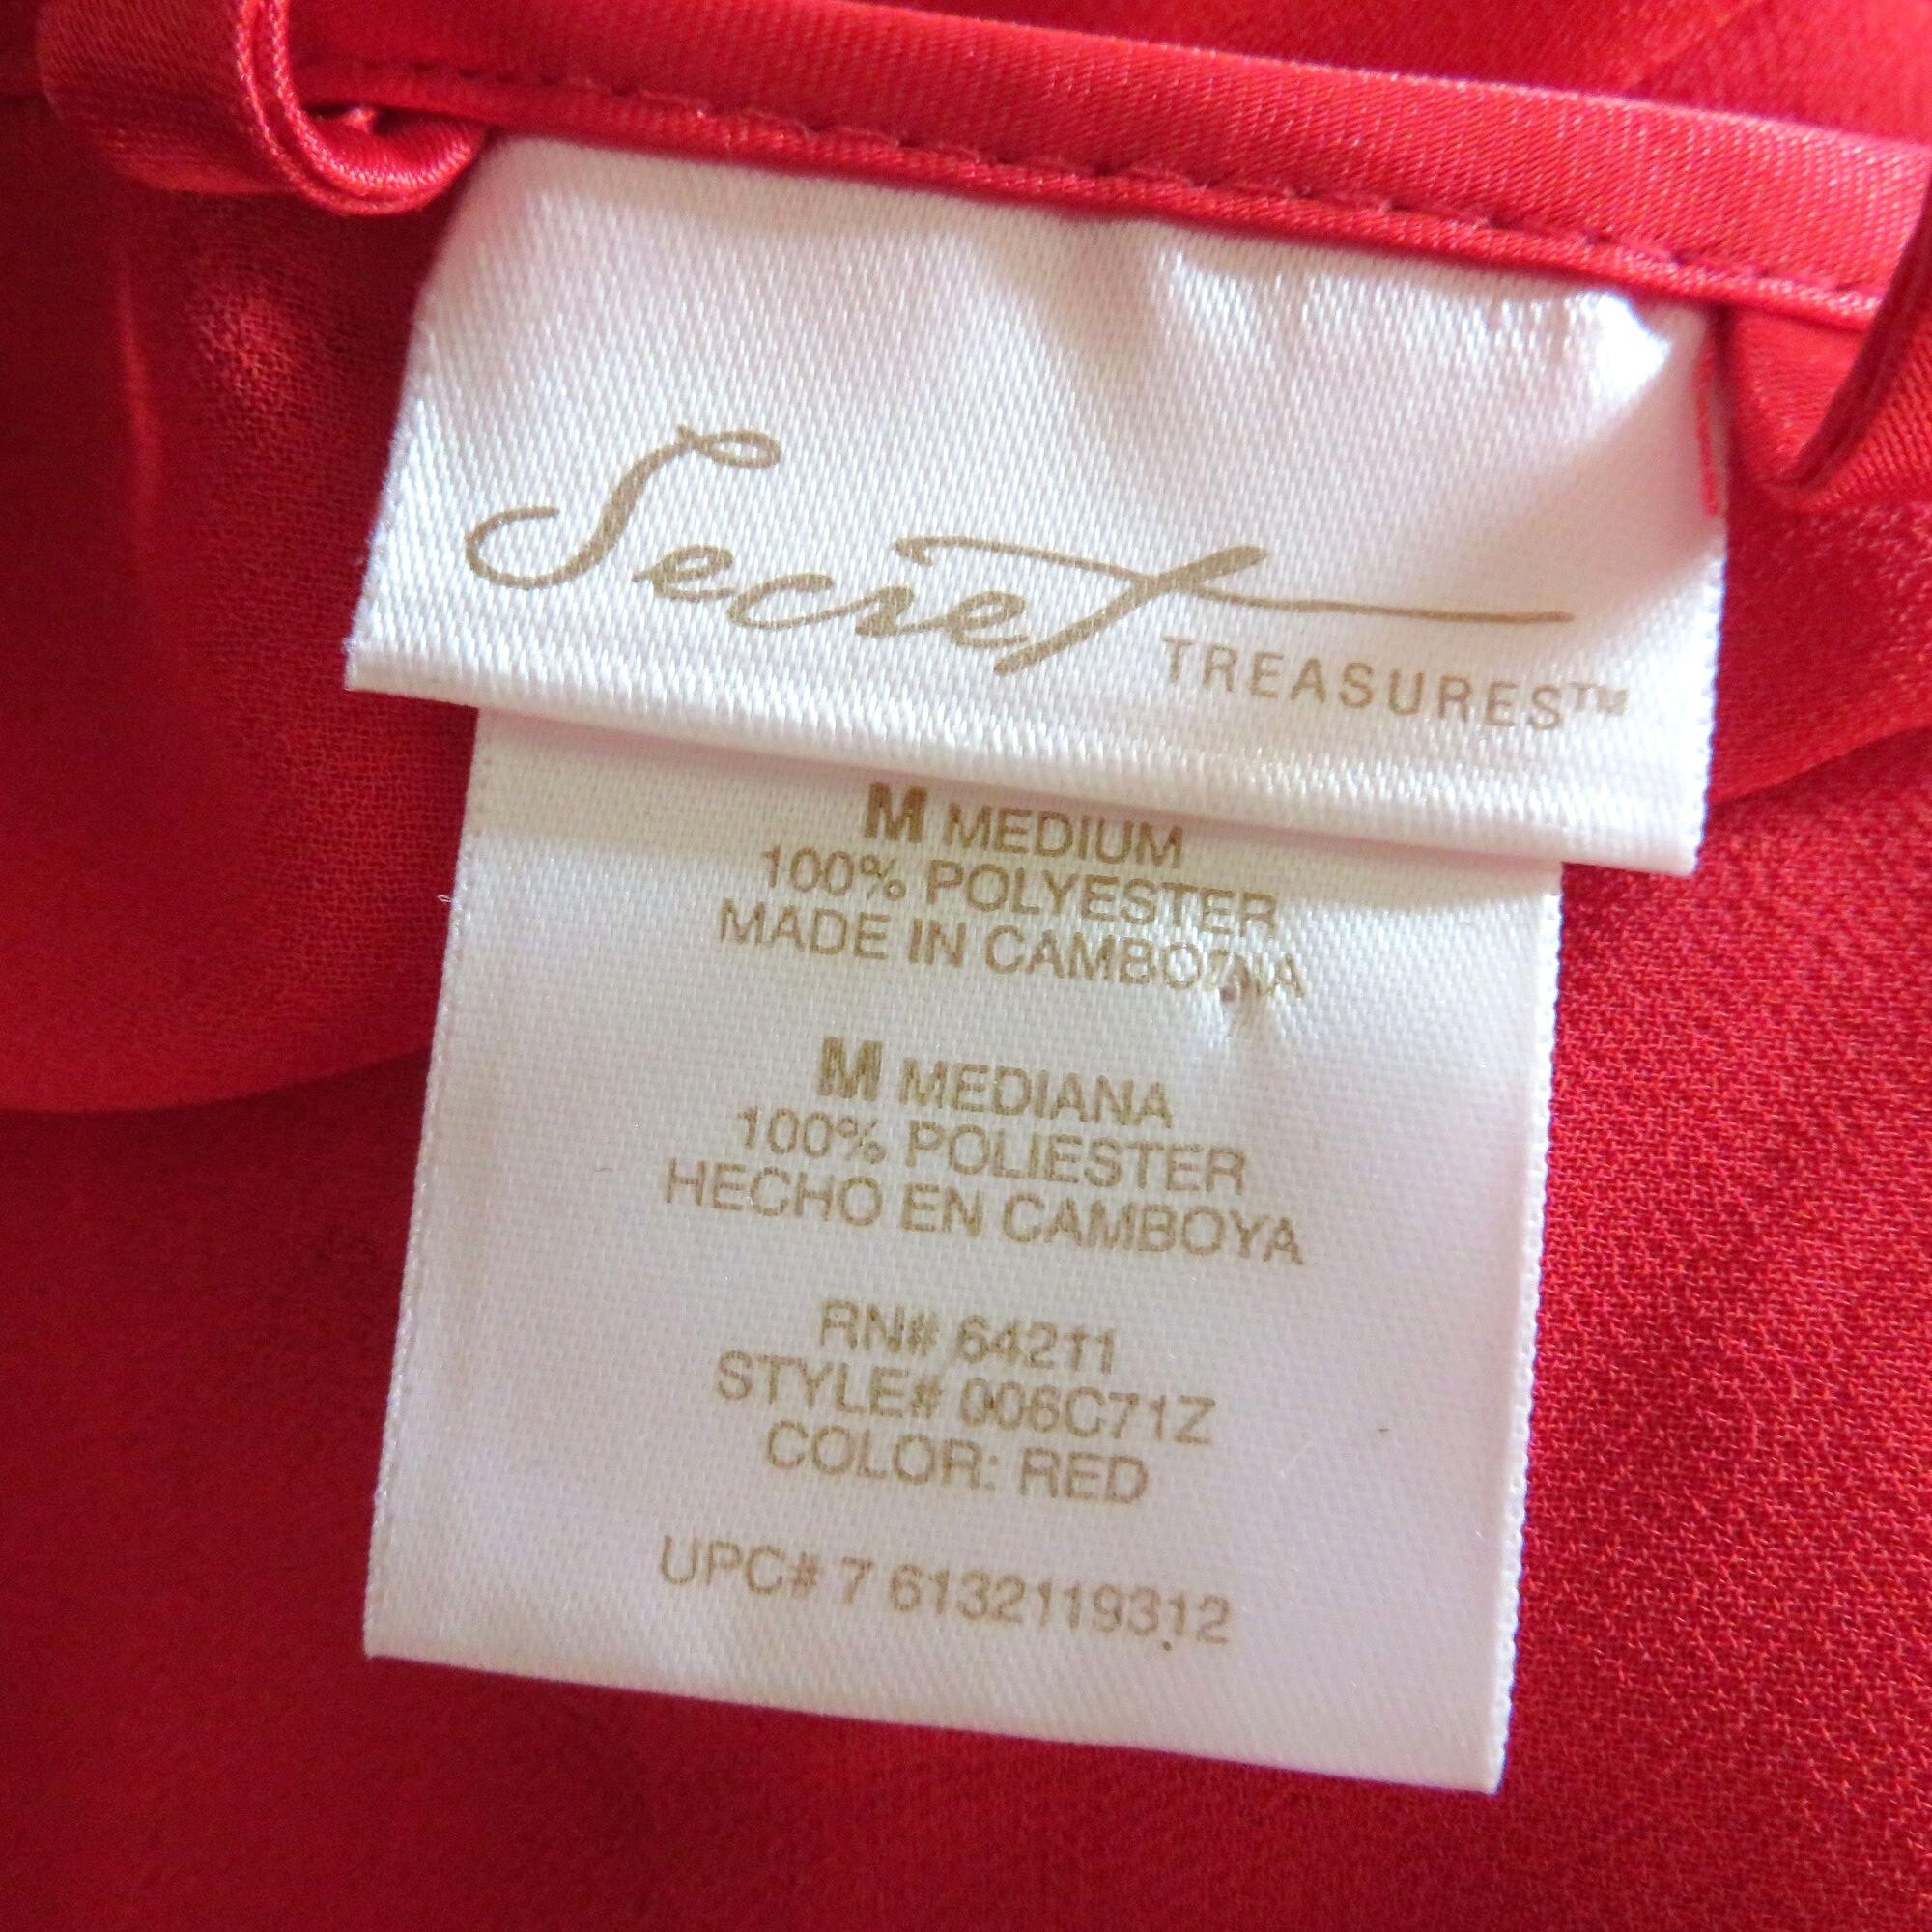 Secret
TREASURES™
M MEDIUM
100% POLYESTER
MADE IN CAMBODIA
M MEDIANA
100% POLIESTER
HECHO EN CAMBOYA
RN# 64211
STYLE# 006C71Z
COLOR: RED
UPC# 7 6132119312